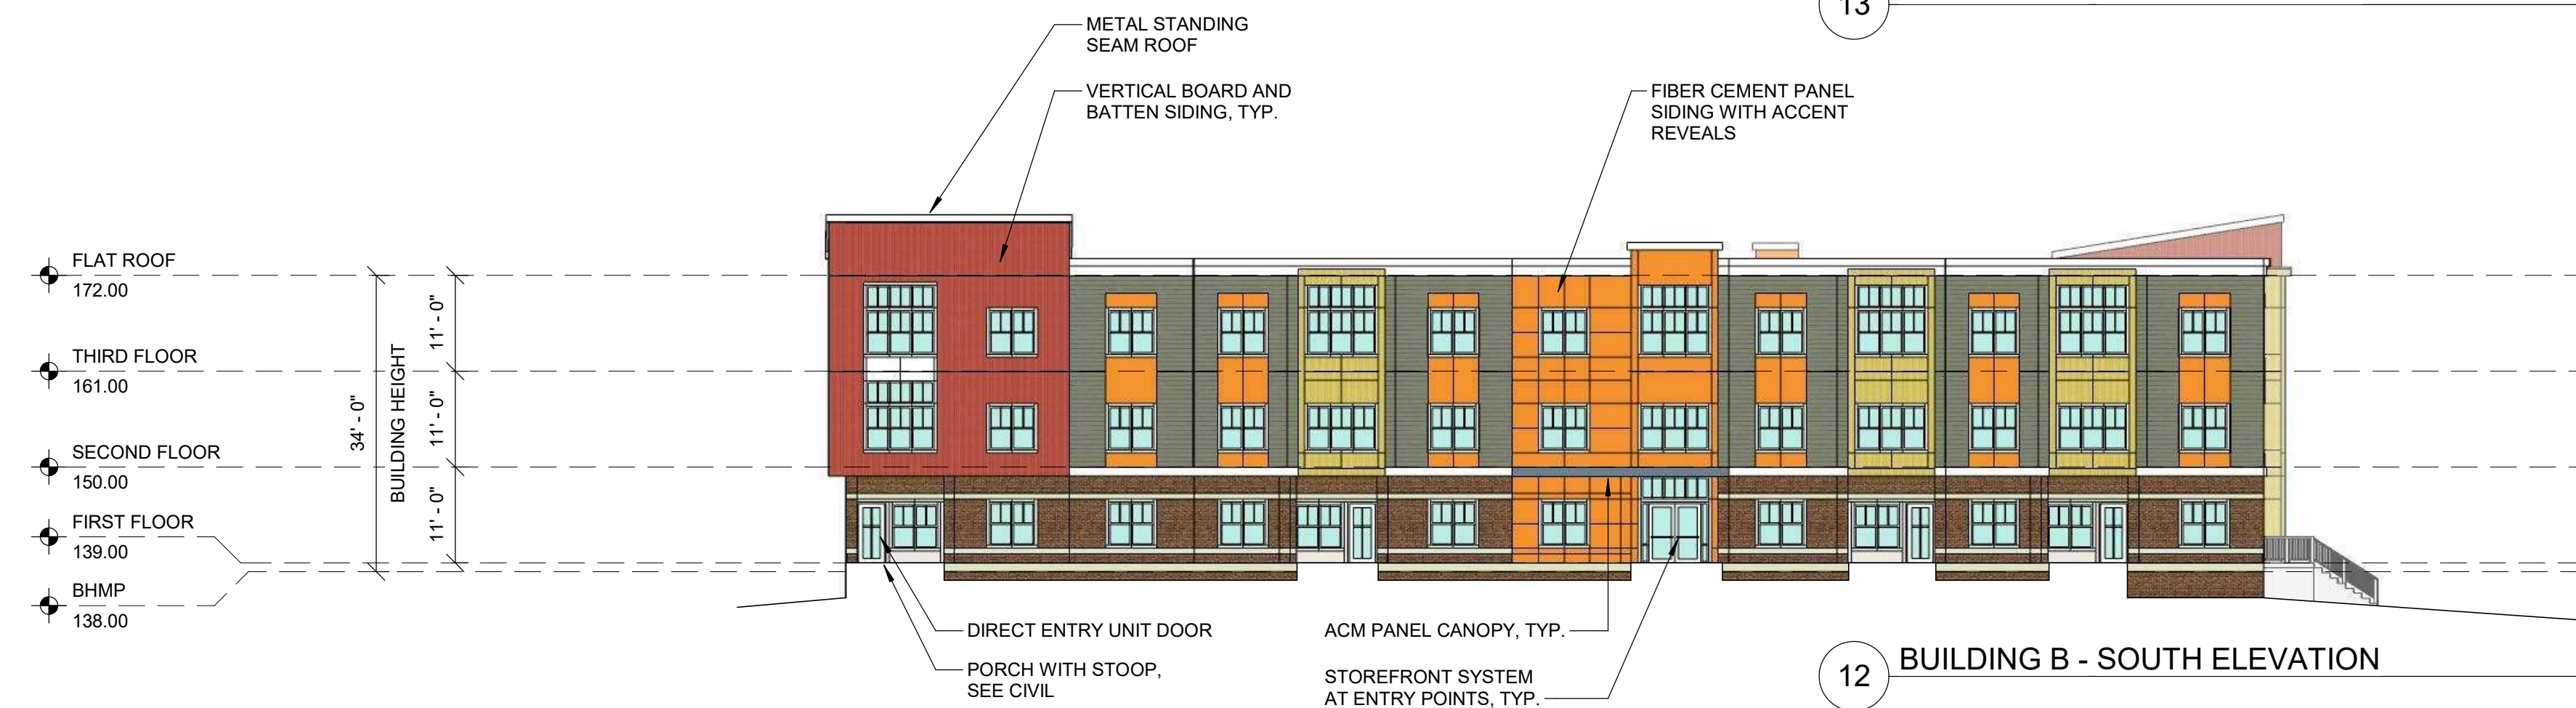 13
METAL STANDING
SEAM ROOF
VERTICAL BOARD AND
BATTEN SIDING, TYP.
FIBER CEMENT PANEL
SIDING WITH ACCENT
REVEALS
FLAT ROOF
172.00
THIRD FLOOR
161.00
SECOND FLOOR
150.00
FIRST FLOOR
139.00
BHMP
138.00
34' - 0"
BUILDING HEIGHT
11' - 0"
11' - 0"
11' - 0"
DIRECT ENTRY UNIT DOOR
PORCH WITH STOOP,
SEE CIVIL
ACM PANEL CANOPY, TYP.
STOREFRONT SYSTEM
AT ENTRY POINTS, TYP.
12
BUILDING B - SOUTH ELEVATION